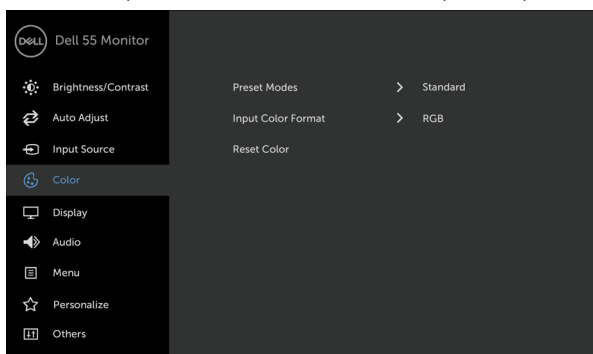 DELL Dell 55 Monitor
Brightness/Contrast
Auto Adjust
Input Source
Color
Display
Audio
Menu
Personalize
Others
Preset Modes > Standard
Input Color Format > RGB
Reset Color